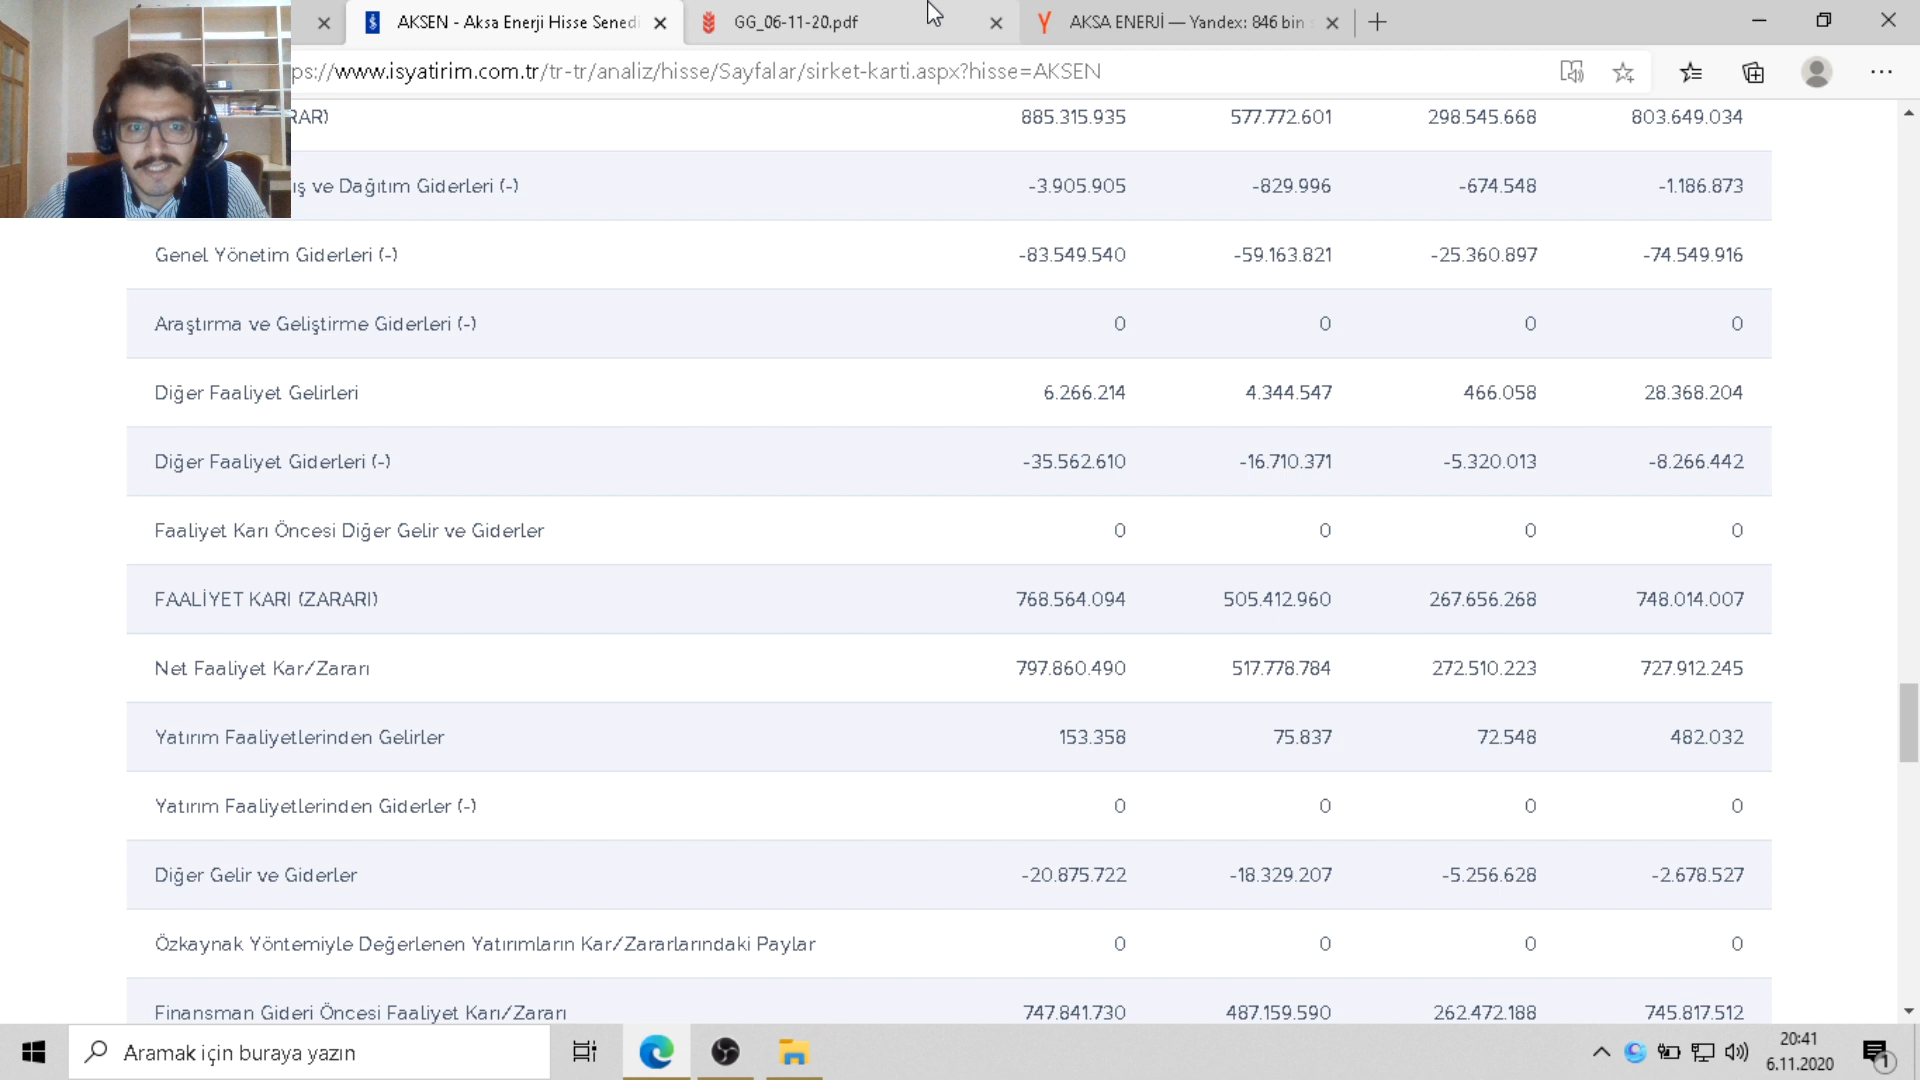 AKSEN - Aksa Enerji Hisse Senedi
GG_06-11-20.pdf
AKSA ENERJİ — Yandex: 846 bin
ps://www.isyatirim.com.tr/tr-tr/analiz/hisse/Sayfalar/sirket-karti.aspx?hisse=AKSEN
RAR) 885.315.935 577.772.601 298.545.668 803.649.034
ış ve Dağıtım Giderleri (-) -3.905.905 -829.996 -674.548 -1.186.873
Genel Yönetim Giderleri (-) -83.549.540 -59.163.821 -25.360.897 -74.549.916
Araştırma ve Geliştirme Giderleri (-) 0 0 0 0
Diğer Faaliyet Gelirleri 6.266.214 4.344.547 466.058 28.368.204
Diğer Faaliyet Giderleri (-) -35.562.610 -16.710.371 -5.320.013 -8.266.442
Faaliyet Karı Öncesi Diğer Gelir ve Giderler 0 0 0 0
FAALİYET KARI (ZARARI) 768.564.094 505.412.960 267.656.268 748.014.007
Net Faaliyet Kar/Zararı 797.860.490 517.778.784 272.510.223 727.912.245
Yatırım Faaliyetlerinden Gelirler 153.358 75.837 72.548 482.032
Yatırım Faaliyetlerinden Giderler (-) 0 0 0 0
Diğer Gelir ve Giderler -20.875.722 -18.329.207 -5.256.628 -2.678.527
Özkaynak Yöntemiyle Değerlenen Yatırımların Kar/Zararlarındaki Paylar 0 0 0 0
Finansman Gideri Öncesi Faaliyet Karı/Zararı 747.841.730 487.159.590 262.472.188 745.817.512
Aramak için buraya yazın
20:41
6.11.2020
1